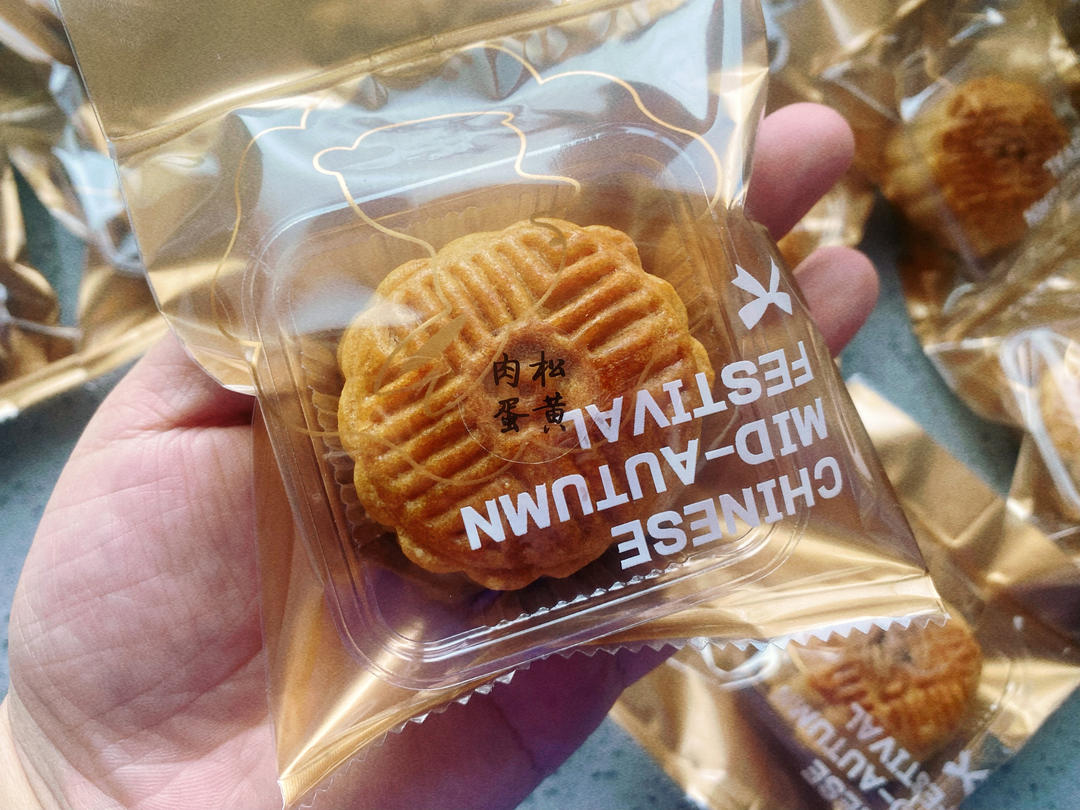 肉松
蛋黄
CHINESE
MID-AUTUMN
FESTIVAL